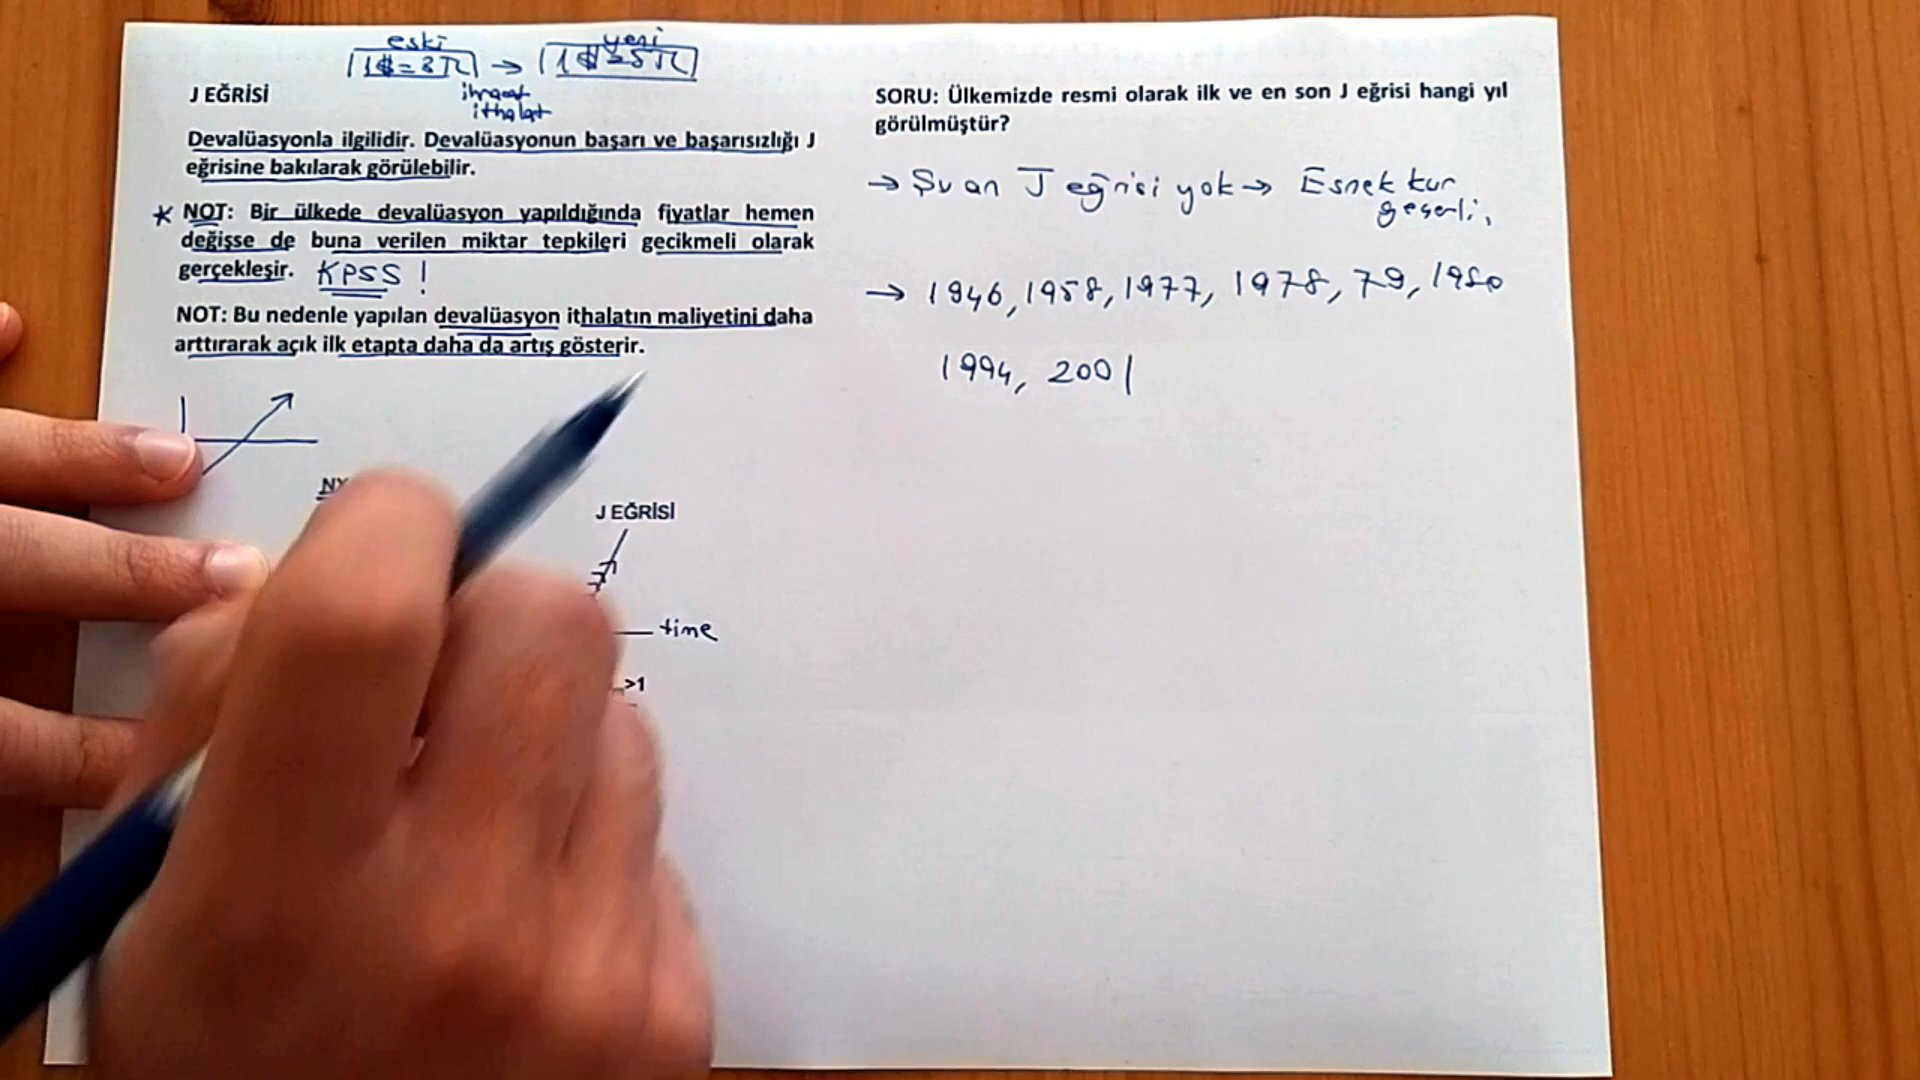 eski yeni
1$=3TL → 1$=5TL
ihracat
ithalat
J EĞRİSİ
Devalüasyonla ilgilidir. Devalüasyonun başarı ve başarısızlığı J
eğrisine bakılarak görülebilir.
* NOT: Bir ülkede devalüasyon yapıldığında fiyatlar hemen
değişse de buna verilen miktar tepkileri gecikmeli olarak
gerçekleşir. KPSS !
NOT: Bu nedenle yapılan devalüasyon ithalatın maliyetini daha
arttırarak açık ilk etapta daha da artış gösterir.
J EĞRİSİ
time
>1
SORU: Ülkemizde resmi olarak ilk ve en son J eğrisi hangi yıl
görülmüştür?
→ Şu an J eğrisi yok → Esnek kur
geçerli,
→ 1946, 1958, 1977, 1978, 79, 1980
1994, 2001